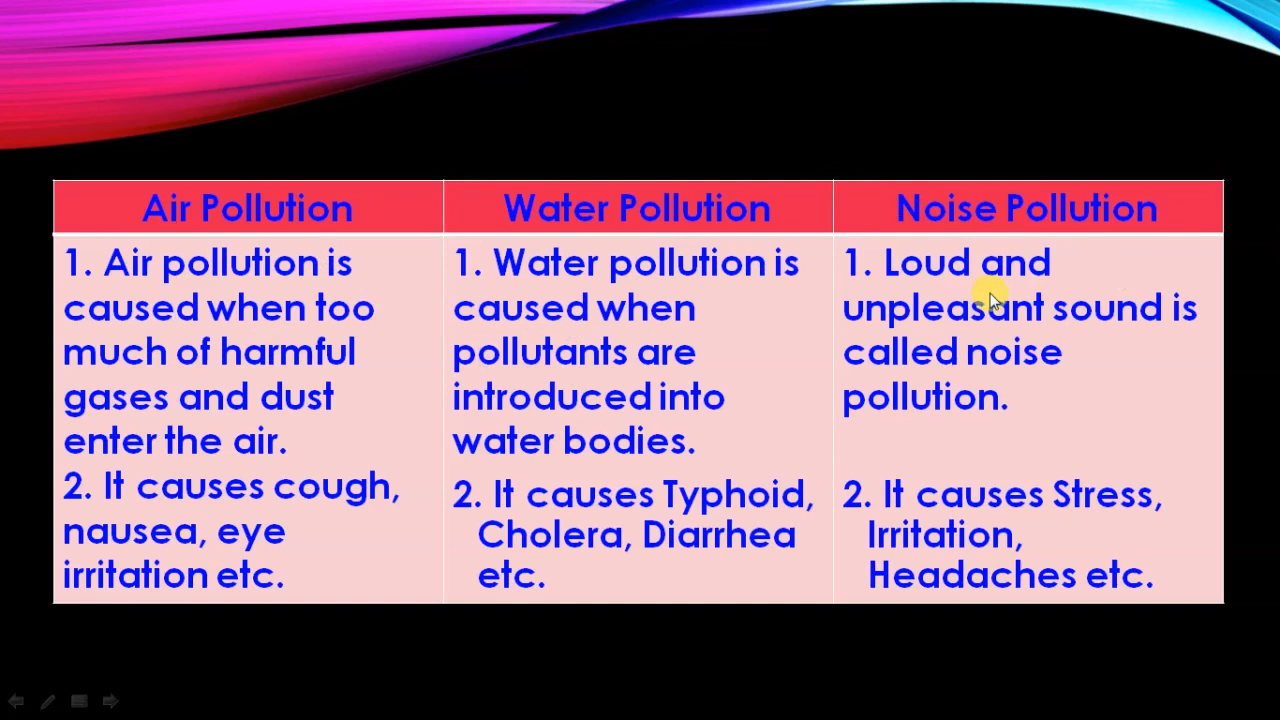 Air Pollution
Water Pollution
Noise Pollution
1. Air pollution is
caused when too
much of harmful
gases and dust
enter the air.
2. It causes cough,
nausea, eye
irritation etc.
1. Water pollution is
caused when
pollutants are
introduced into
water bodies.
2. It causes Typhoid,
Cholera, Diarrhea
etc.
1. Loud and
unpleasant sound is
called noise
pollution.
2. It causes Stress,
Irritation,
Headaches etc.